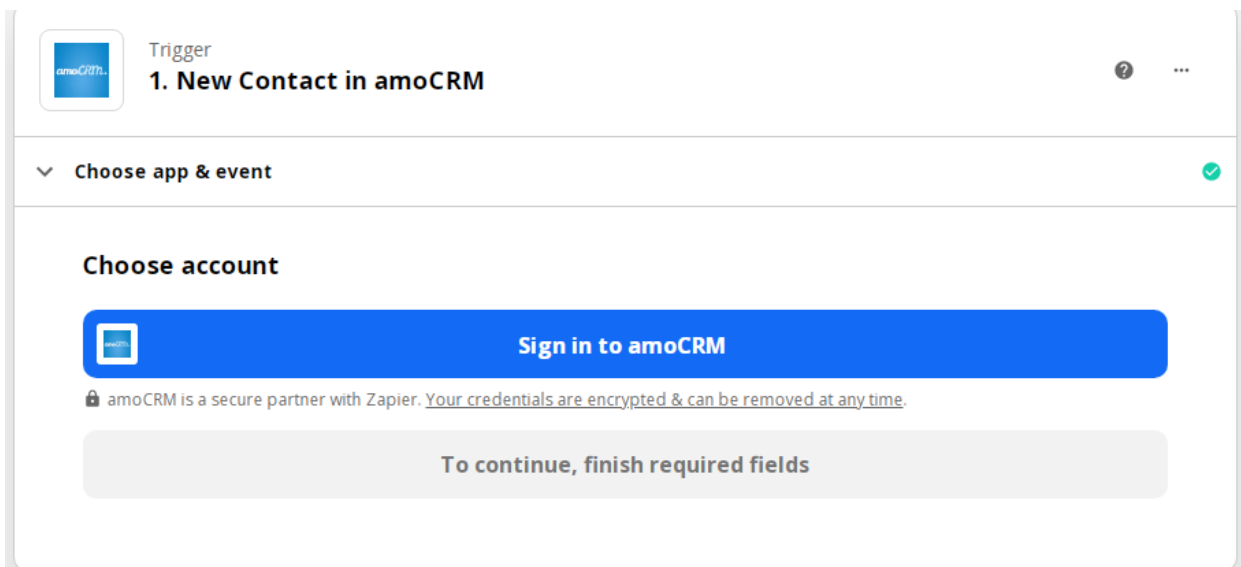 amoCRM.
Trigger
1. New Contact in amoCRM
Choose app & event
Choose account
Sign in to amoCRM
amoCRM is a secure partner with Zapier. Your credentials are encrypted & can be removed at any time.
To continue, finish required fields